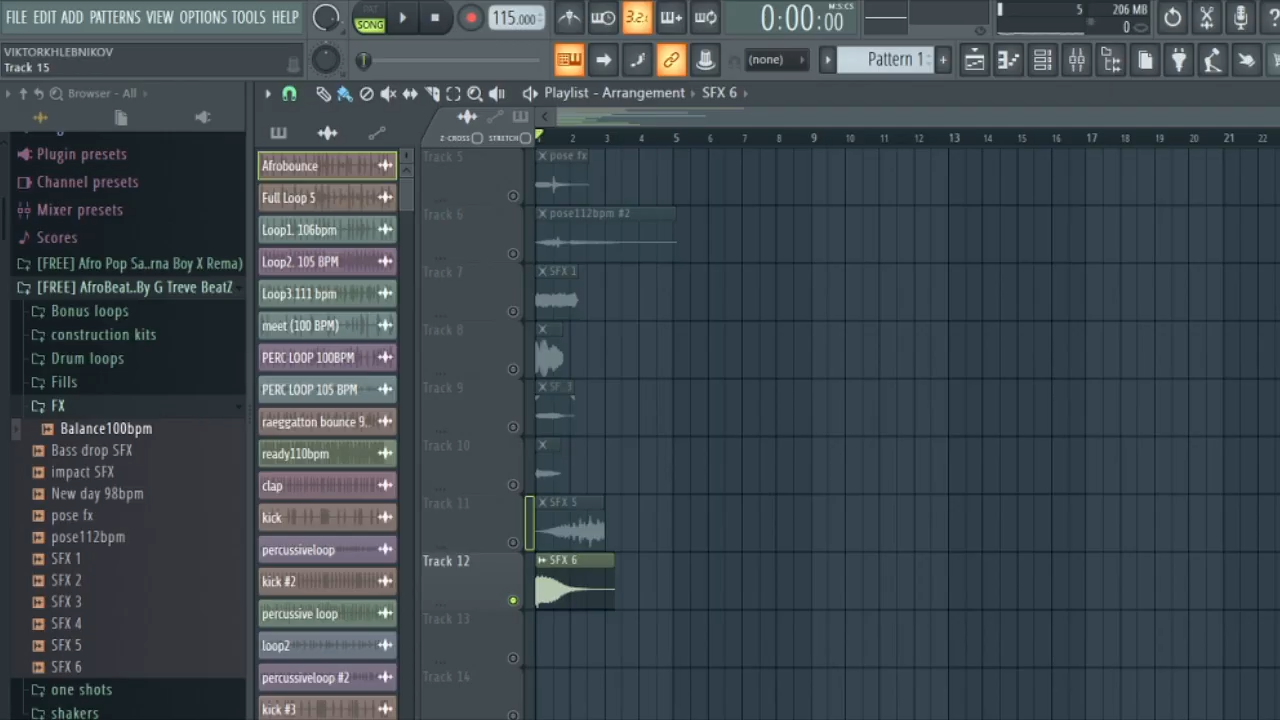 FILE EDIT ADD PATTERNS VIEW OPTIONS TOOLS HELP
PAT
SONG
115.000
3.2.
0:00:00
M:S:CS
5
206 MB
0
VIKTORKHLEBNIKOV
Track 15
(none)
Pattern 1
+
Browser - All
Playlist - Arrangement
SFX 6
Z-CROSS
STRETCH
1
2
3
4
5
6
7
8
9
10
11
12
13
14
15
16
17
18
19
20
21
22
Plugin presets
Channel presets
Mixer presets
Scores
[FREE] Afro Pop Sa..rna Boy X Rema)
[FREE] AfroBeat..By G Treve BeatZ
Bonus loops
construction kits
Drum loops
Fills
FX
Balance100bpm
Bass drop SFX
impact SFX
New day 98bpm
pose fx
pose112bpm
SFX 1
SFX 2
SFX 3
SFX 4
SFX 5
SFX 6
one shots
shakers
Afrobounce
Full Loop 5
Loop1. 106bpm
Loop2. 105 BPM
Loop3.111 bpm
meet (100 BPM)
PERC LOOP 100BPM
PERC LOOP 105 BPM
raeggatton bounce 9..
ready110bpm
clap
kick
percussiveloop
kick #2
percussive loop
loop2
percussiveloop #2
kick #3
Track 5
pose fx
Track 6
pose112bpm #2
Track 7
SFX 1
Track 8
Track 9
SF..3
Track 10
Track 11
SFX 5
Track 12
SFX 6
Track 13
Track 14